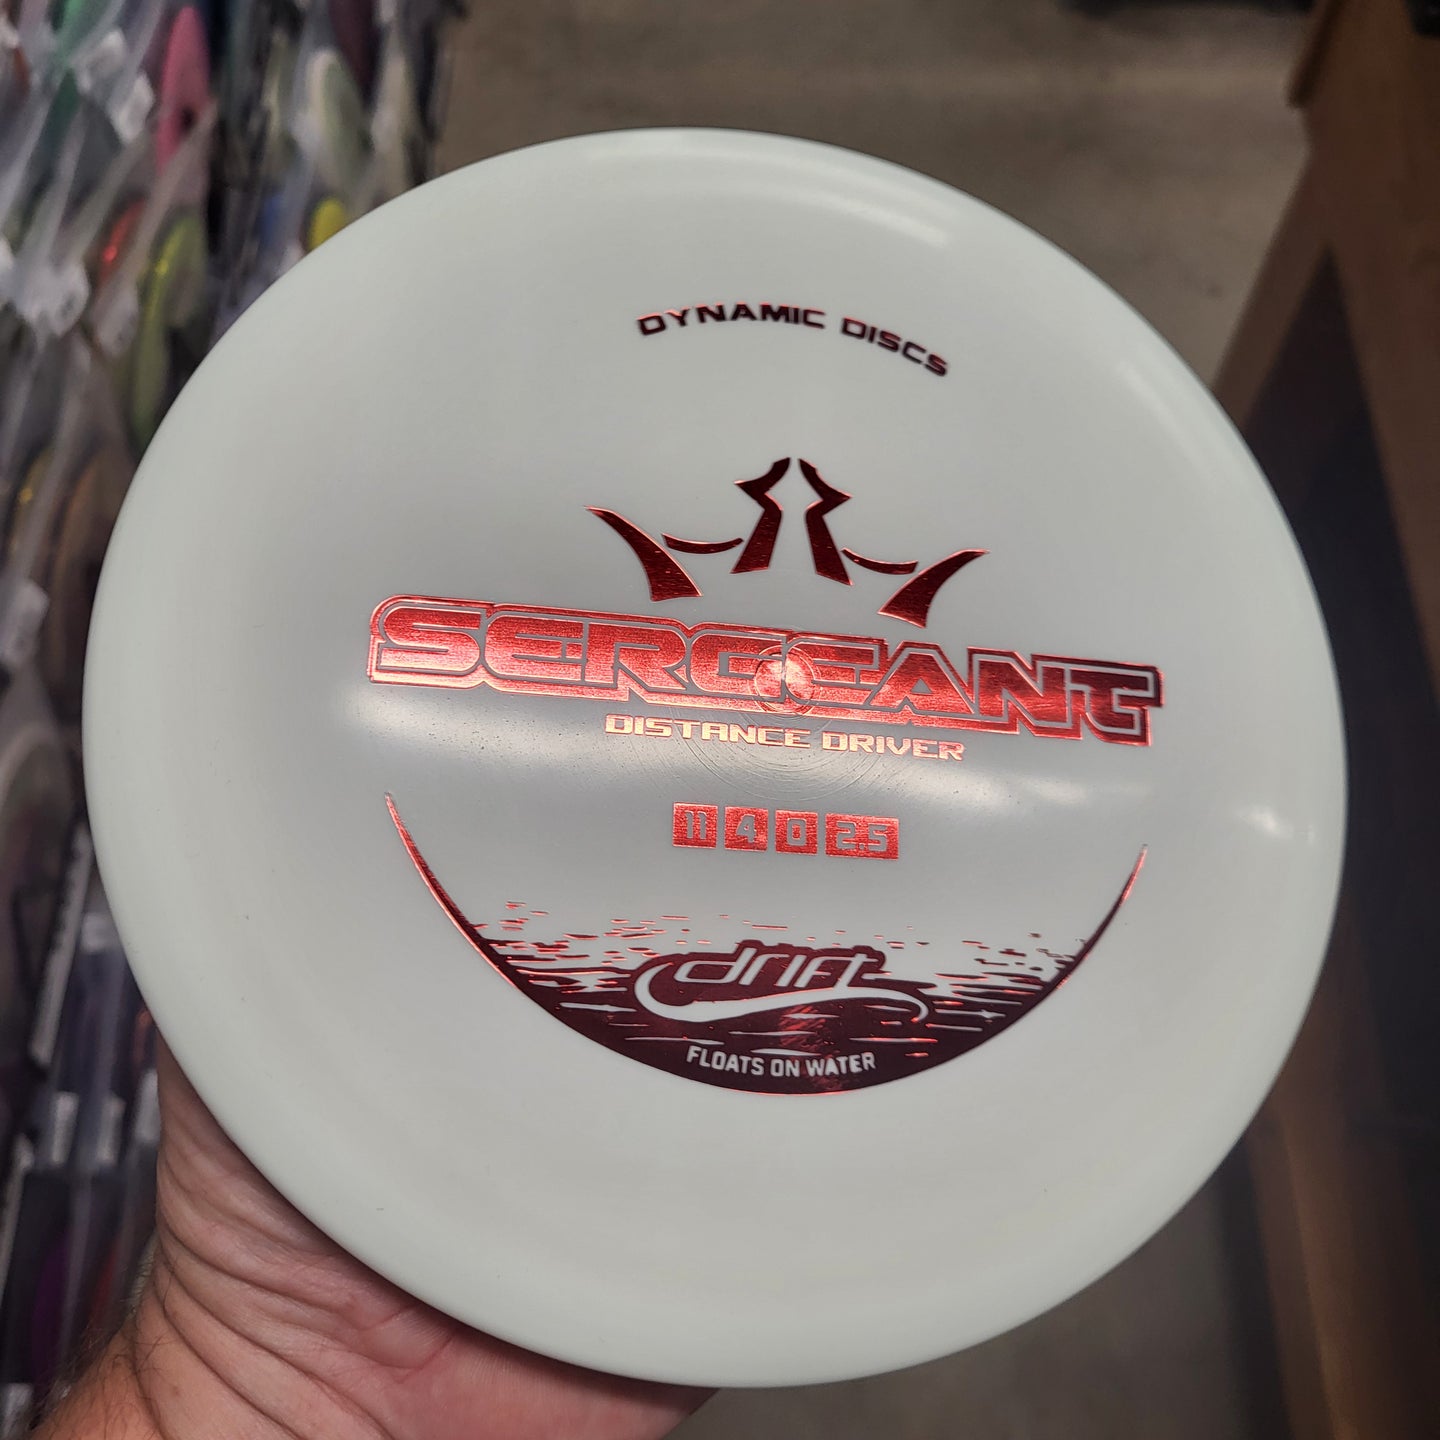 DYNAMIC DISCS
SERGEANT
DISTANCE DRIVER
11 4 0 2.5
drift
FLOATS ON WATER